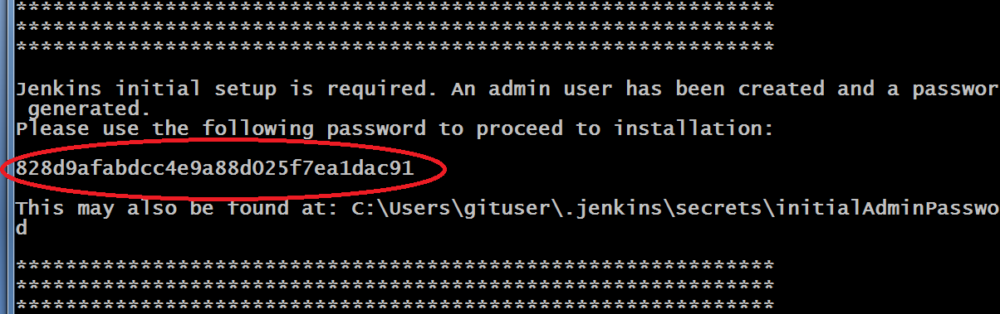 *************************************************************
*************************************************************
*************************************************************
Jenkins initial setup is required. An admin user has been created and a passwor
generated.
Please use the following password to proceed to installation:
828d9afabdcc4e9a88d025f7ea1dac91
This may also be found at: C:\Users\gituser\.jenkins\secrets\initialAdminPasswo
d
*************************************************************
*************************************************************
*************************************************************